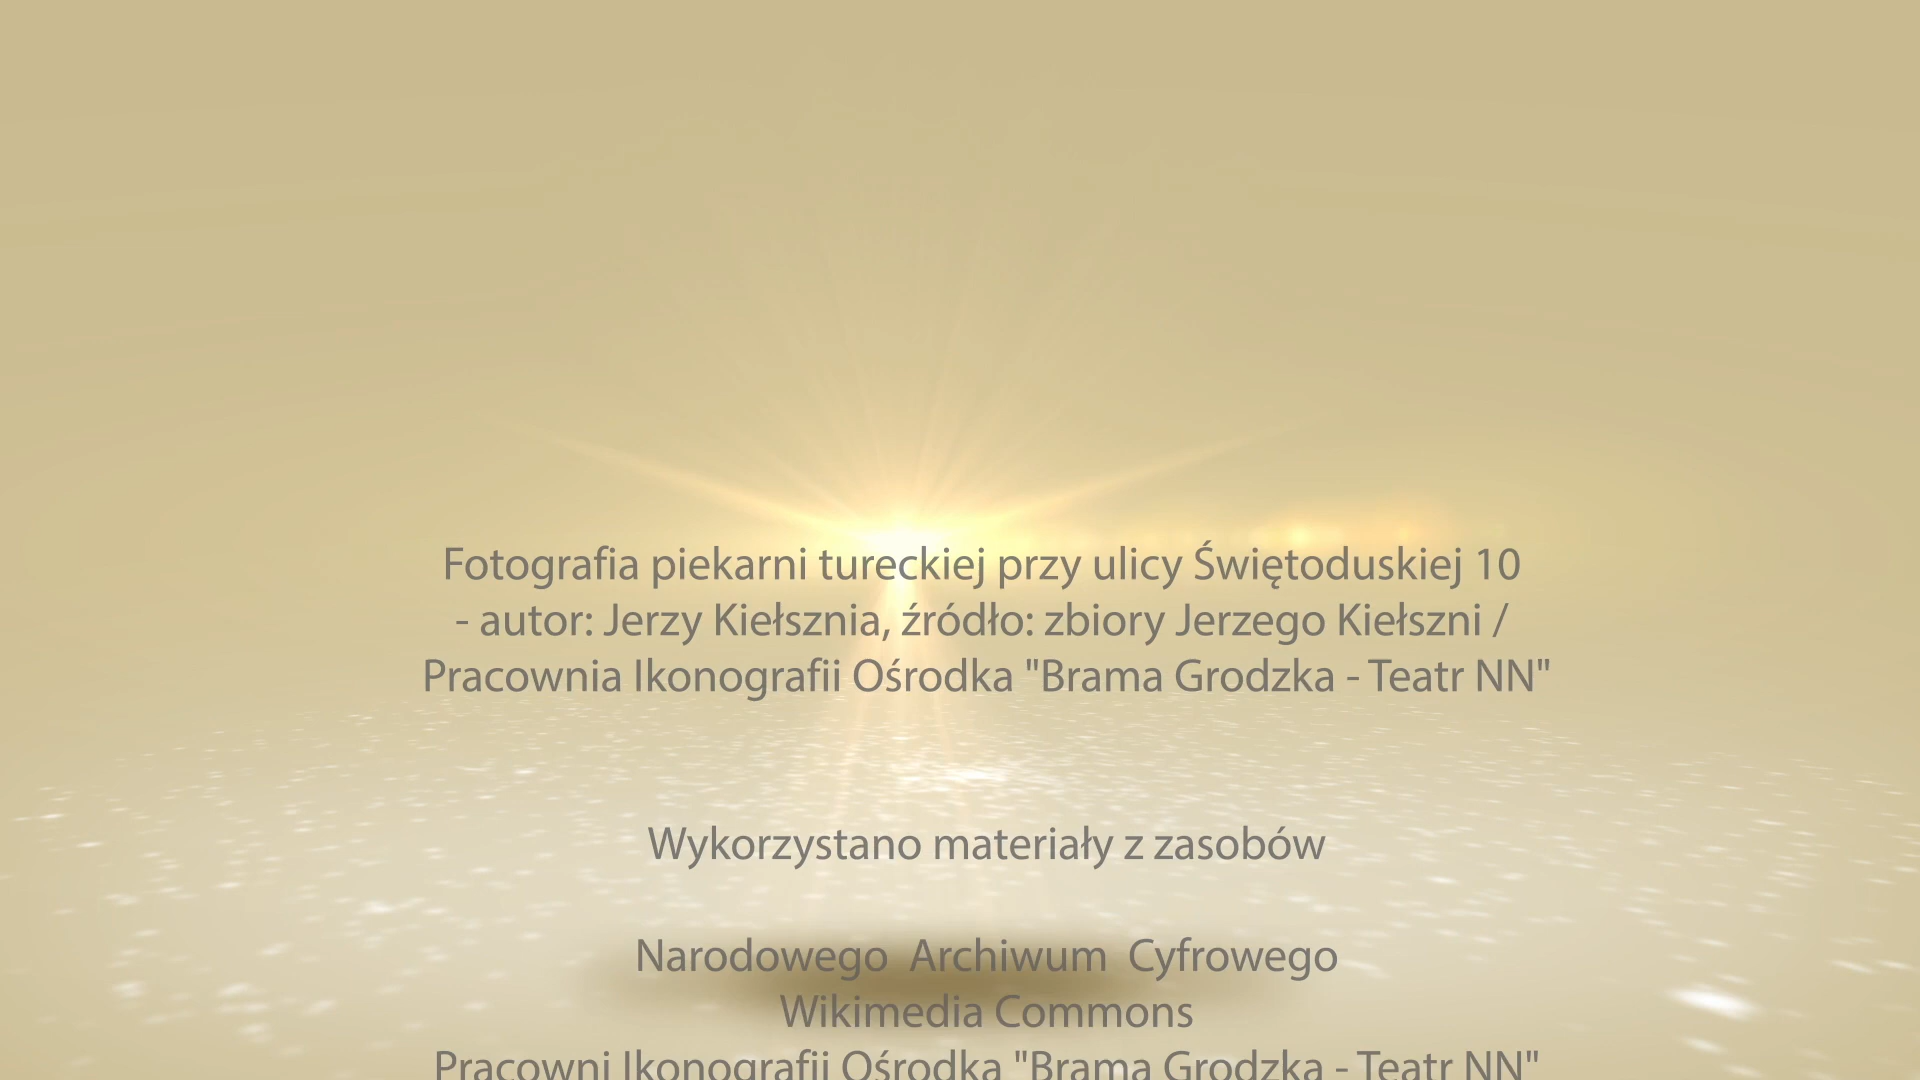 Fotografia piekarni tureckiej przy ulicy Świętoduskiej 10
- autor: Jerzy Kiełsznia, źródło: zbiory Jerzego Kiełszni /
Pracownia Ikonografii Ośrodka "Brama Grodzka - Teatr NN"
Wykorzystano materiały z zasobów
Narodowego Archiwum Cyfrowego
Wikimedia Commons
Pracowni Ikonografii Ośrodka "Brama Grodzka - Teatr NN"